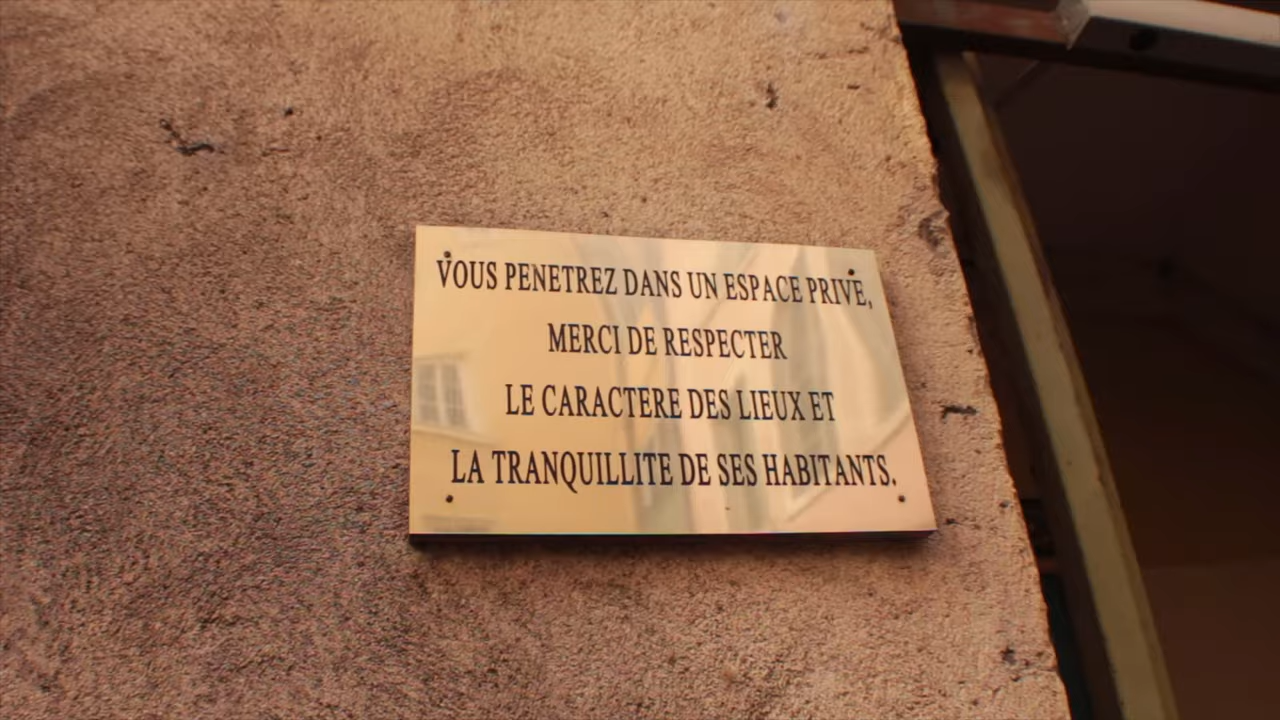 VOUS PENETREZ DANS UN ESPACE PRIVE,
MERCI DE RESPECTER
LE CARACTERE DES LIEUX ET
LA TRANQUILLITE DE SES HABITANTS.